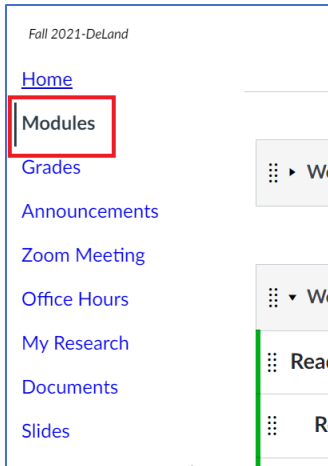 Fall 2021-DeLand
Home
Modules
Grades
Announcements
Zoom Meeting
Office Hours
My Research
Documents
Slides